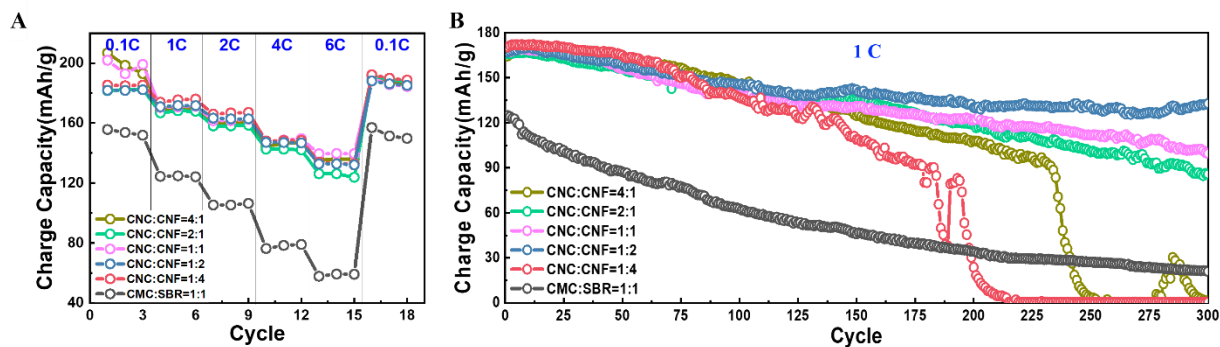 A
0.1C 1C 2C 4C 6C 0.1C
Charge Capacity(mAh/g)
200
160
120
80
40
CNC:CNF=4:1
CNC:CNF=2:1
CNC:CNF=1:1
CNC:CNF=1:2
CNC:CNF=1:4
CMC:SBR=1:1
0 3 6 9 12 15 18
Cycle
B
1 C
Charge Capacity(mAh/g)
180
150
120
90
60
30
0
CNC:CNF=4:1
CNC:CNF=2:1
CNC:CNF=1:1
CNC:CNF=1:2
CNC:CNF=1:4
CMC:SBR=1:1
0 25 50 75 100 125 150 175 200 225 250 275 300
Cycle